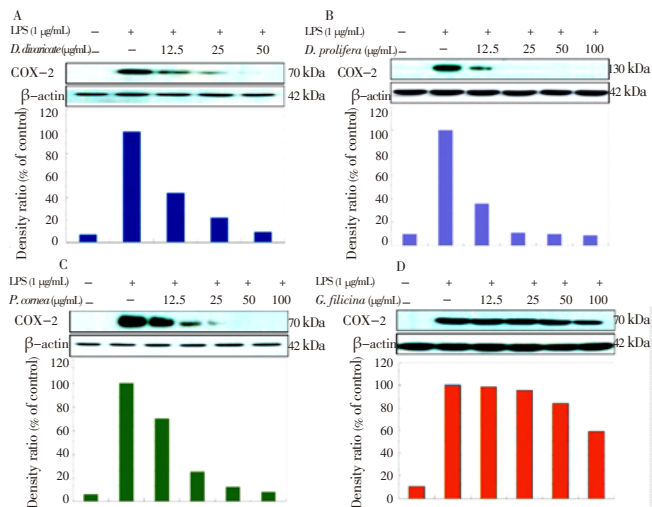 A
LPS (1 μg/mL) − + + + +
D. divaricate(μg/mL) − 12.5 25 50
COX−2 70 kDa
β−actin 42 kDa
Density ratio (% of control)
120
100
80
60
40
20
0
B
LPS (1 μg/mL) − + + + + +
D. prolifera (μg/mL) − 12.5 25 50 100
COX−2 130 kDa
β−actin 42 kDa
Density ratio (% of control)
120
100
80
60
40
20
0
C
LPS (1 μg/mL) − + + + + +
P. cornea (μg/mL) − 12.5 25 50 100
COX−2 70 kDa
β−actin 42 kDa
Density ratio (% of control)
120
100
80
60
40
20
0
D
LPS (1 μg/mL) − + + + + +
G. filicina (μg/mL) − 12.5 25 50 100
COX−2 70 kDa
β−actin 42 kDa
Density ratio (% of control)
120
100
80
60
40
20
0